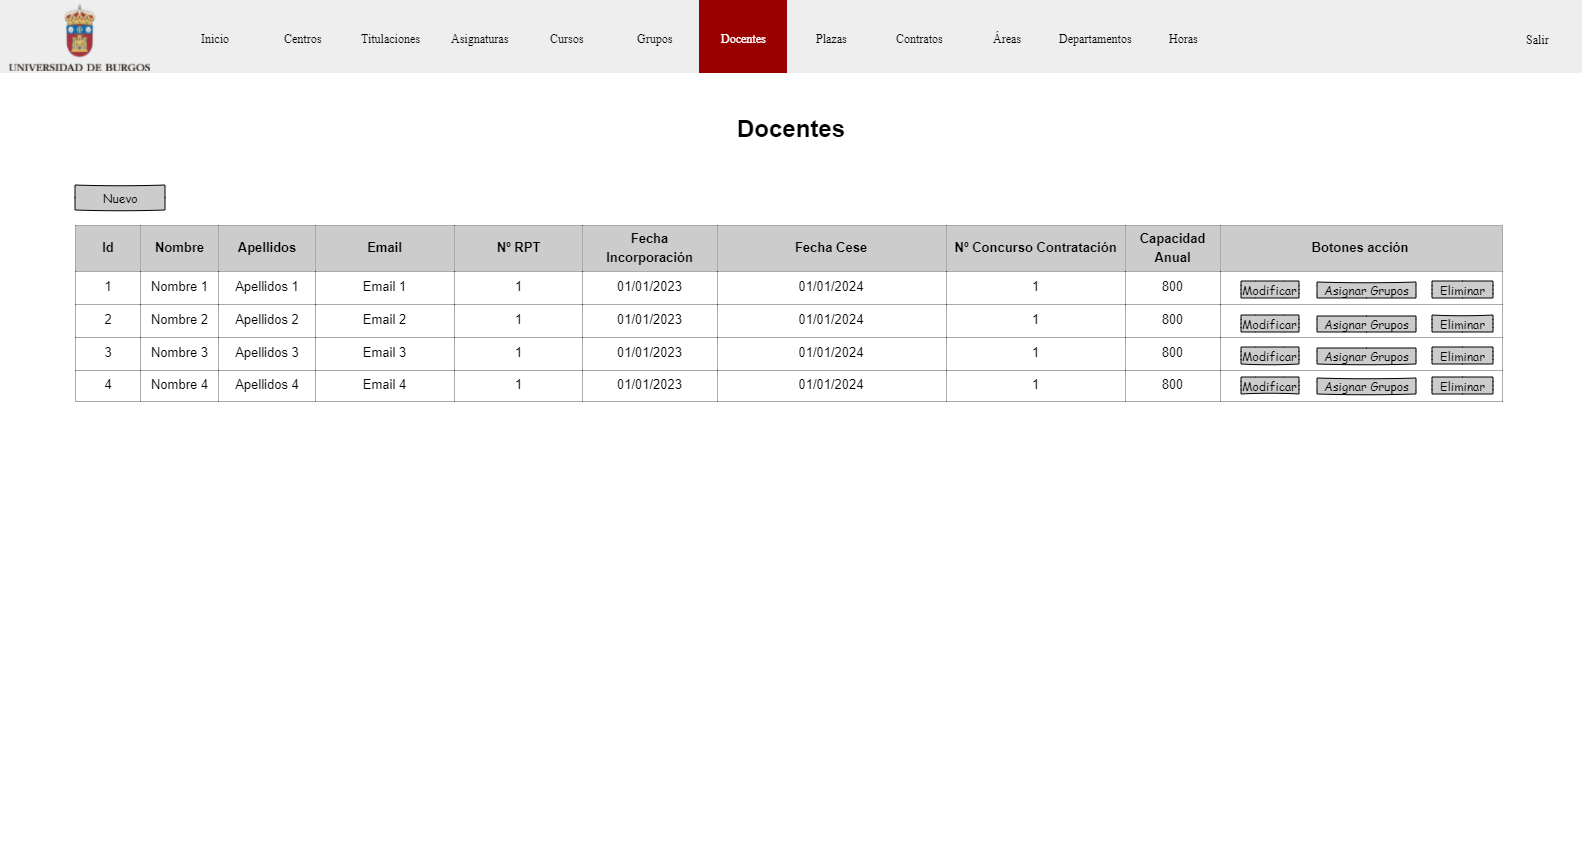 UNIVERSIDAD DE BURGOS
Inicio Centros Titulaciones Asignaturas Cursos Grupos Docentes Plazas Contratos Áreas Departamentos Horas Salir
Docentes
Nuevo
Id Nombre Apellidos Email Nº RPT Fecha Incorporación Fecha Cese Nº Concurso Contratación Capacidad Anual Botones acción
1 Nombre 1 Apellidos 1 Email 1 1 01/01/2023 01/01/2024 1 800 Modificar Asignar Grupos Eliminar
2 Nombre 2 Apellidos 2 Email 2 1 01/01/2023 01/01/2024 1 800 Modificar Asignar Grupos Eliminar
3 Nombre 3 Apellidos 3 Email 3 1 01/01/2023 01/01/2024 1 800 Modificar Asignar Grupos Eliminar
4 Nombre 4 Apellidos 4 Email 4 1 01/01/2023 01/01/2024 1 800 Modificar Asignar Grupos Eliminar